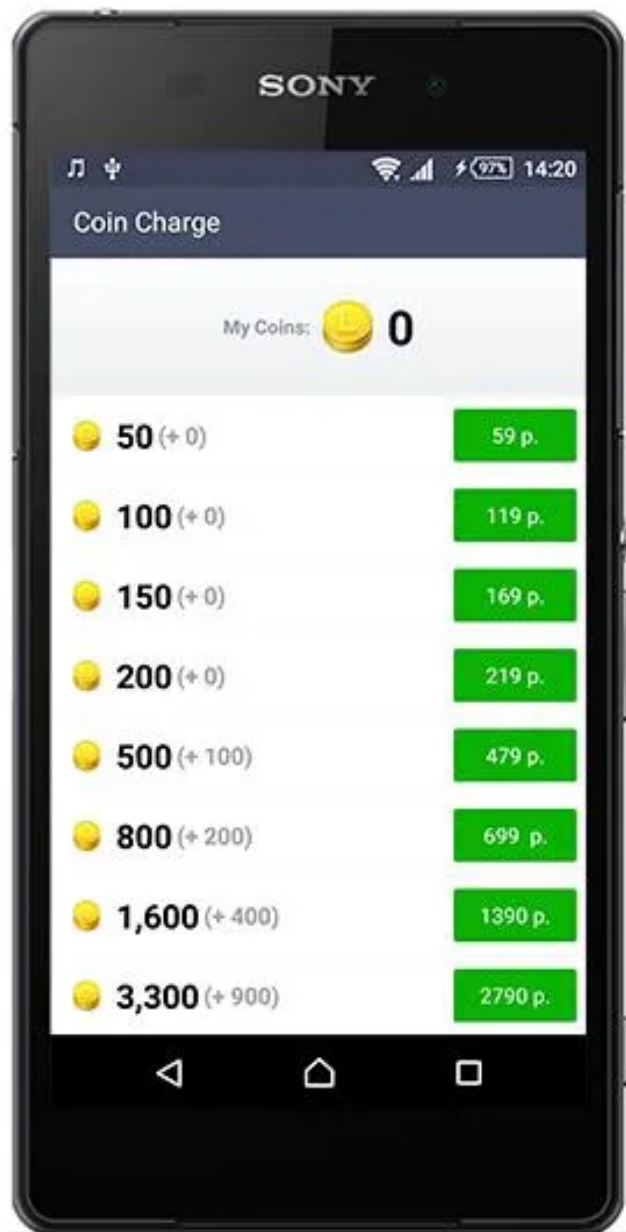 SONY
97% 14:20
Coin Charge
My Coins: 0
50 (+ 0) 59 р.
100 (+ 0) 119 р.
150 (+ 0) 169 р.
200 (+ 0) 219 р.
500 (+ 100) 479 р.
800 (+ 200) 699 р.
1,600 (+ 400) 1390 р.
3,300 (+ 900) 2790 р.